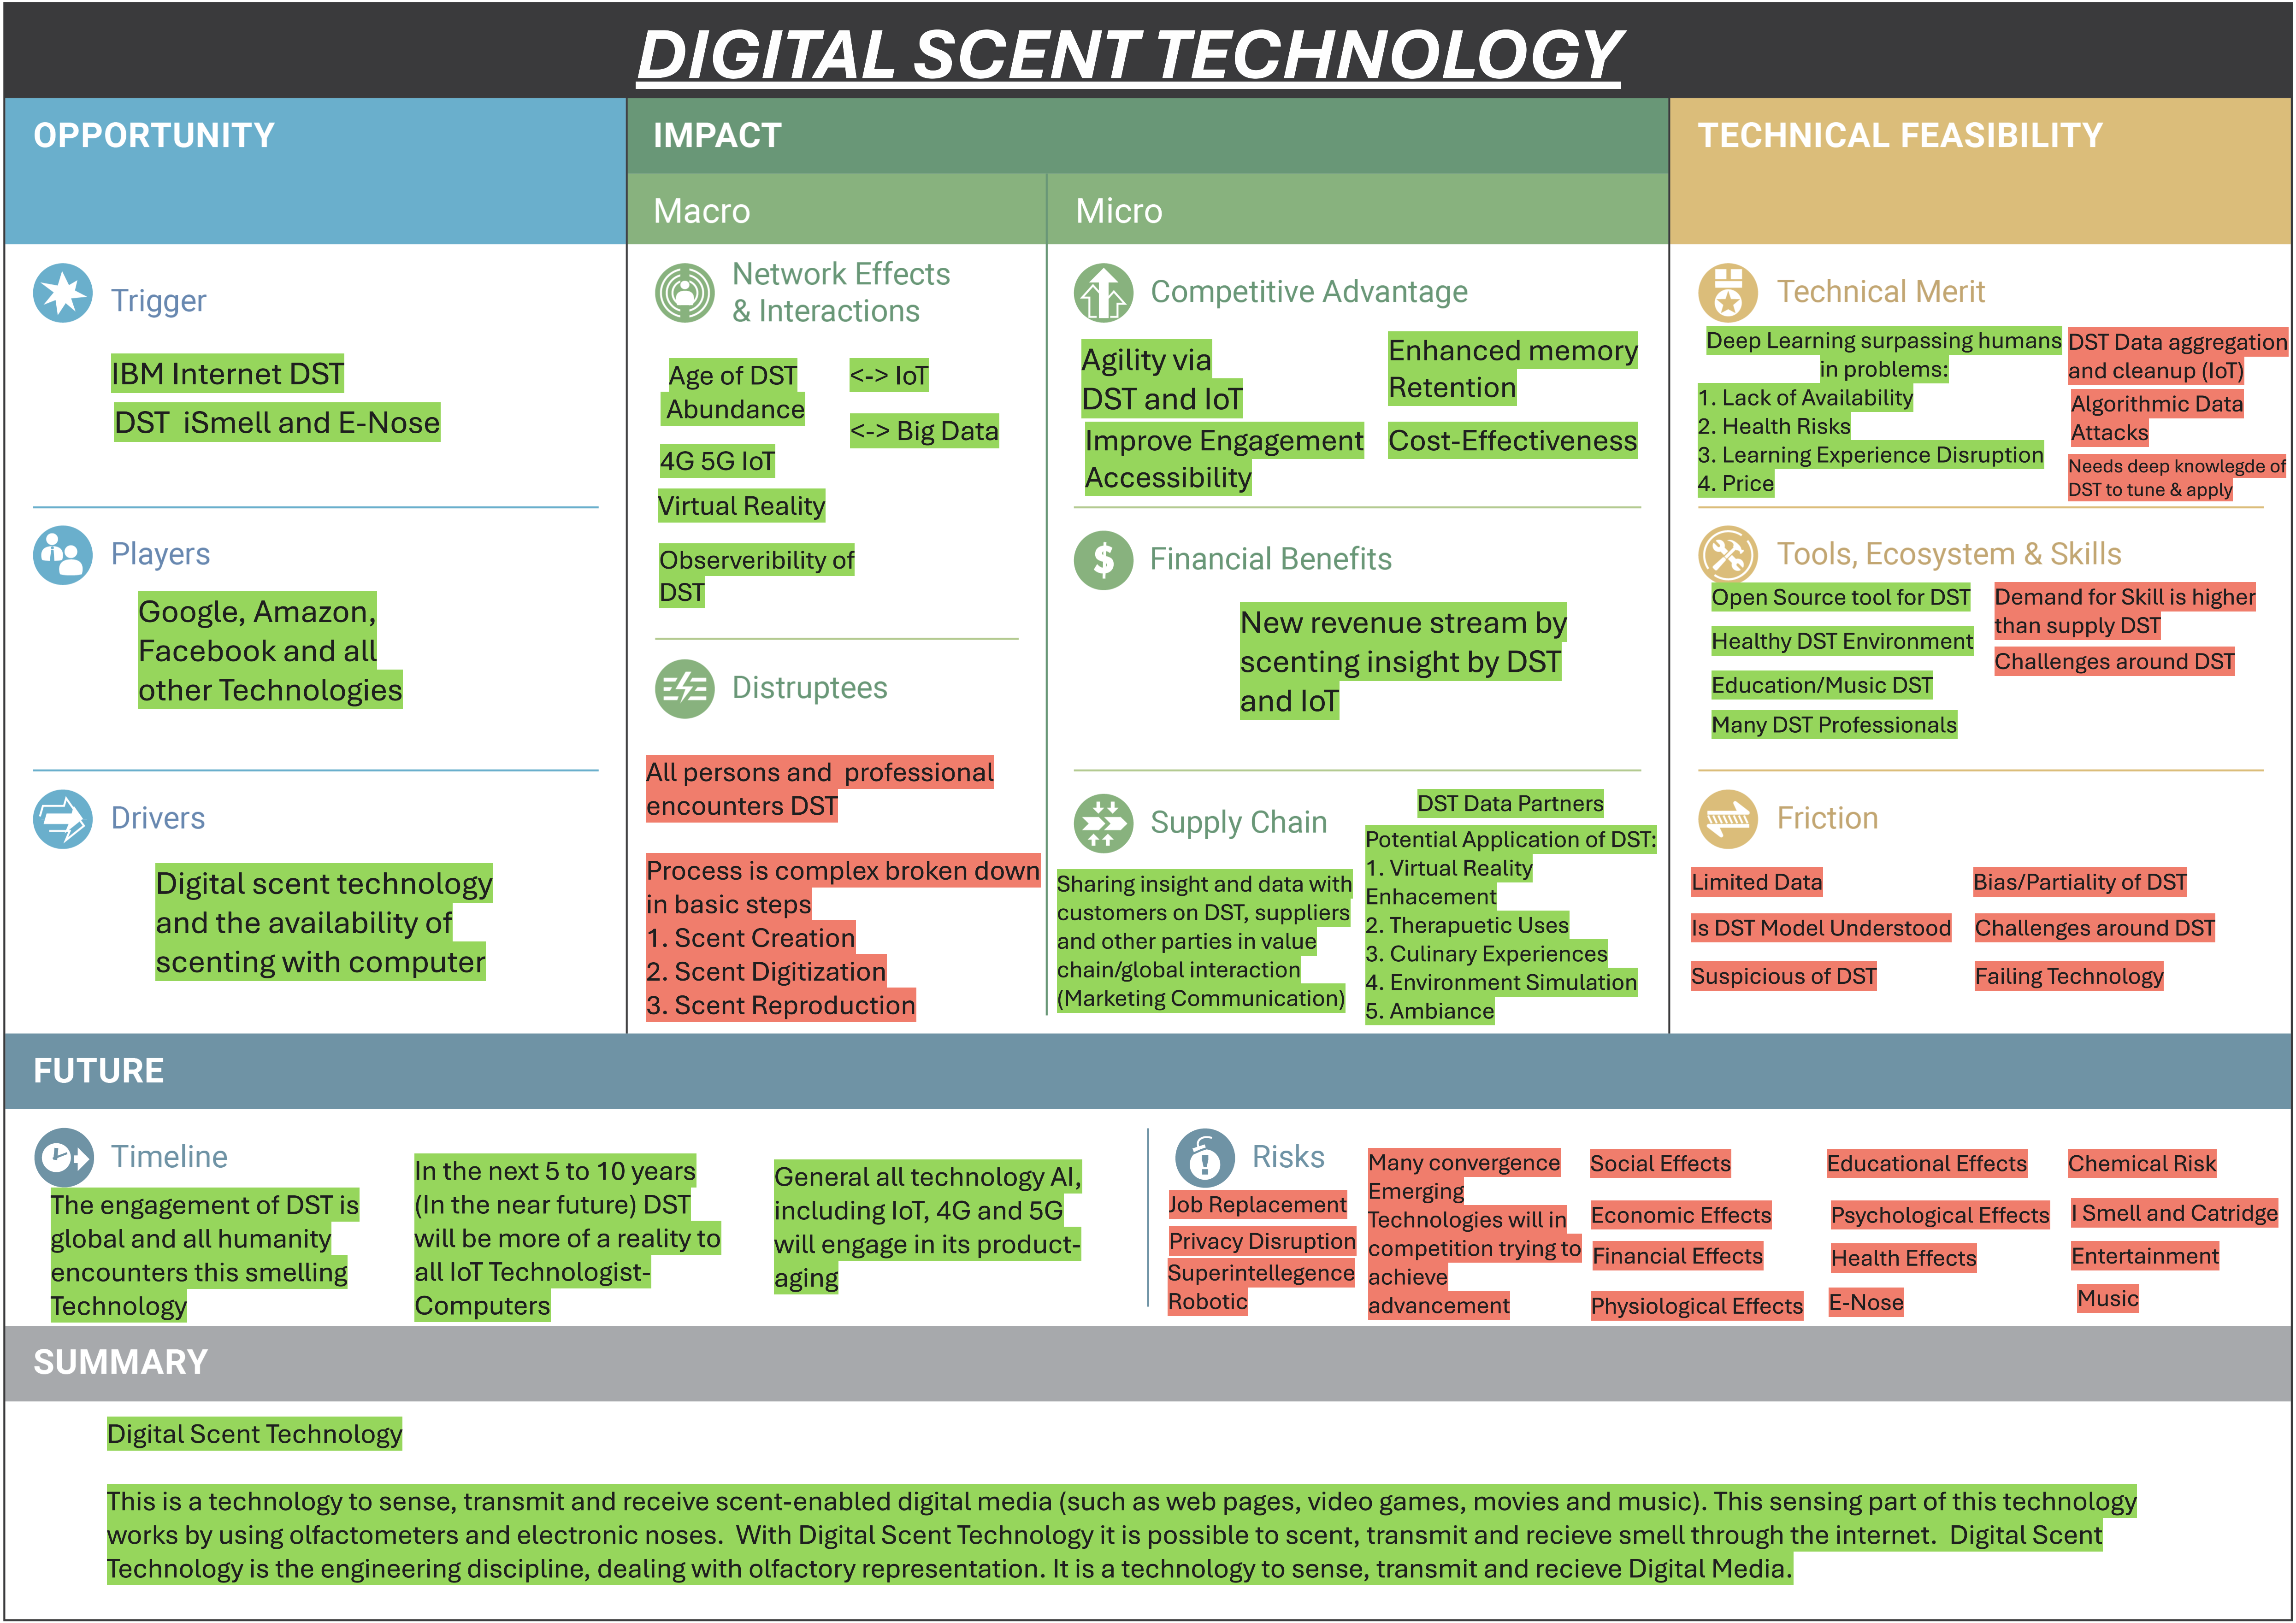 DIGITAL SCENT TECHNOLOGY
OPPORTUNITY
Trigger
IBM Internet DST
DST iSmell and E-Nose
Players
Google, Amazon,
Facebook and all
other Technologies
Drivers
Digital scent technology
and the availability of
scenting with computer
IMPACT
Macro
Network Effects
& Interactions
Age of DST
Abundance
<-> IoT
<-> Big Data
4G 5G IoT
Virtual Reality
Observeribility of
DST
Distruptees
All persons and professional
encounters DST
Process is complex broken down
in basic steps
1. Scent Creation
2. Scent Digitization
3. Scent Reproduction
Micro
Competitive Advantage
Agility via
DST and IoT
Improve Engagement
Accessibility
Enhanced memory
Retention
Cost-Effectiveness
Financial Benefits
New revenue stream by
scenting insight by DST
and IoT
Supply Chain
Sharing insight and data with
customers on DST, suppliers
and other parties in value
chain/global interaction
(Marketing Communication)
DST Data Partners
Potential Application of DST:
1. Virtual Reality
Enhacement
2. Therapuetic Uses
3. Culinary Experiences
4. Environment Simulation
5. Ambiance
TECHNICAL FEASIBILITY
Technical Merit
Deep Learning surpassing humans
in problems:
1. Lack of Availability
2. Health Risks
3. Learning Experience Disruption
4. Price
DST Data aggregation
and cleanup (IoT)
Algorithmic Data
Attacks
Needs deep knowlegde of
DST to tune & apply
Tools, Ecosystem & Skills
Open Source tool for DST
Healthy DST Environment
Education/Music DST
Many DST Professionals
Demand for Skill is higher
than supply DST
Challenges around DST
Friction
Limited Data
Is DST Model Understood
Suspicious of DST
Bias/Partiality of DST
Challenges around DST
Failing Technology
FUTURE
Timeline
The engagement of DST is
global and all humanity
encounters this smelling
Technology
In the next 5 to 10 years
(In the near future) DST
will be more of a reality to
all IoT Technologist-
Computers
General all technology AI,
including IoT, 4G and 5G
will engage in its product-
aging
Risks
Job Replacement
Privacy Disruption
Superintellegence
Robotic
Many convergence
Emerging
Technologies will in
competition trying to
achieve
advancement
Social Effects
Economic Effects
Financial Effects
Physiological Effects
Educational Effects
Psychological Effects
Health Effects
E-Nose
Chemical Risk
I Smell and Catridge
Entertainment
Music
SUMMARY
Digital Scent Technology
This is a technology to sense, transmit and receive scent-enabled digital media (such as web pages, video games, movies and music). This sensing part of this technology
works by using olfactometers and electronic noses. With Digital Scent Technology it is possible to scent, transmit and recieve smell through the internet. Digital Scent
Technology is the engineering discipline, dealing with olfactory representation. It is a technology to sense, transmit and recieve Digital Media.